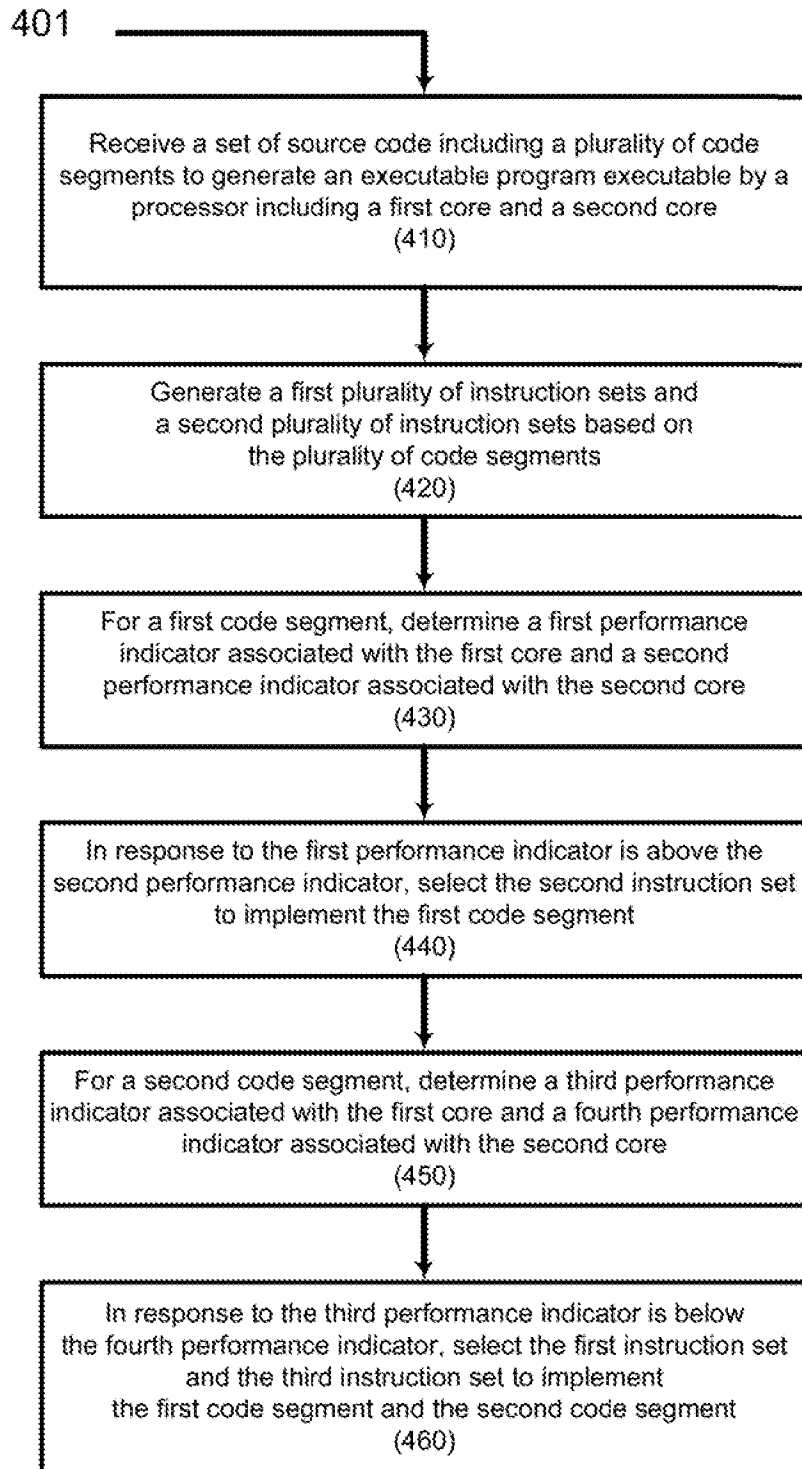 401
Receive a set of source code including a plurality of code
segments to generate an executable program executable by a
processor including a first core and a second core
(410)
Generate a first plurality of instruction sets and
a second plurality of instruction sets based on
the plurality of code segments
(420)
For a first code segment, determine a first performance
indicator associated with the first core and a second
performance indicator associated with the second core
(430)
In response to the first performance indicator is above the
second performance indicator, select the second instruction set
to implement the first code segment
(440)
For a second code segment, determine a third performance
indicator associated with the first core and a fourth performance
indicator associated with the second core
(450)
In response to the third performance indicator is below
the fourth performance indicator, select the first instruction set
and the third instruction set to implement
the first code segment and the second code segment
(460)